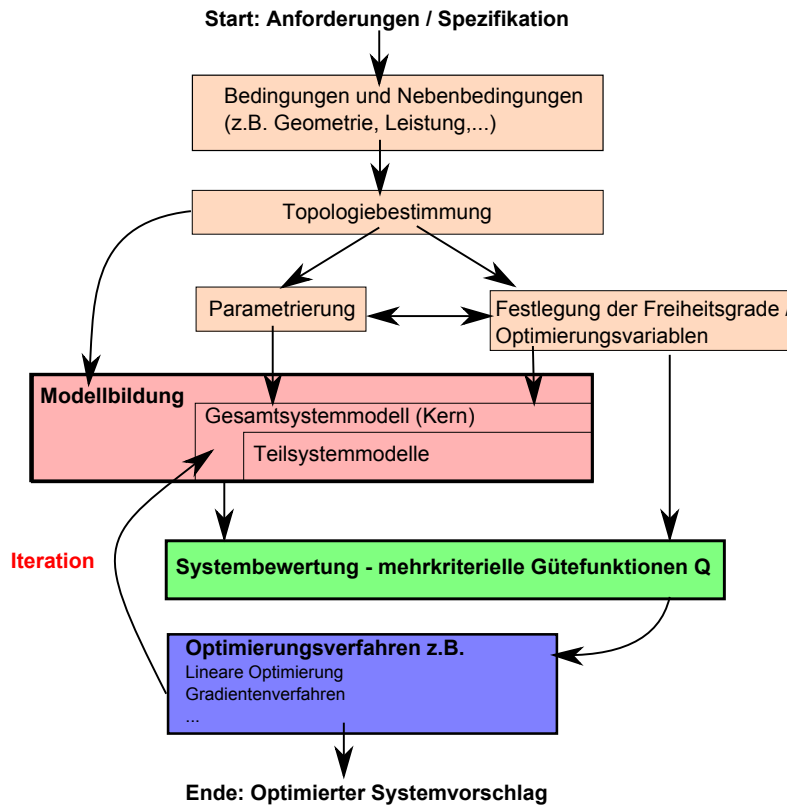 Start: Anforderungen / Spezifikation
Bedingungen und Nebenbedingungen
(z.B. Geometrie, Leistung,...)
Topologiebestimmung
Parametrierung
Festlegung der Freiheitsgrade /
Optimierungsvariablen
Modellbildung
Gesamtsystemmodell (Kern)
Teilsystemmodelle
Iteration
Systembewertung - mehrkriterielle Gütefunktionen Q
Optimierungsverfahren z.B.
Lineare Optimierung
Gradientenverfahren
...
Ende: Optimierter Systemvorschlag